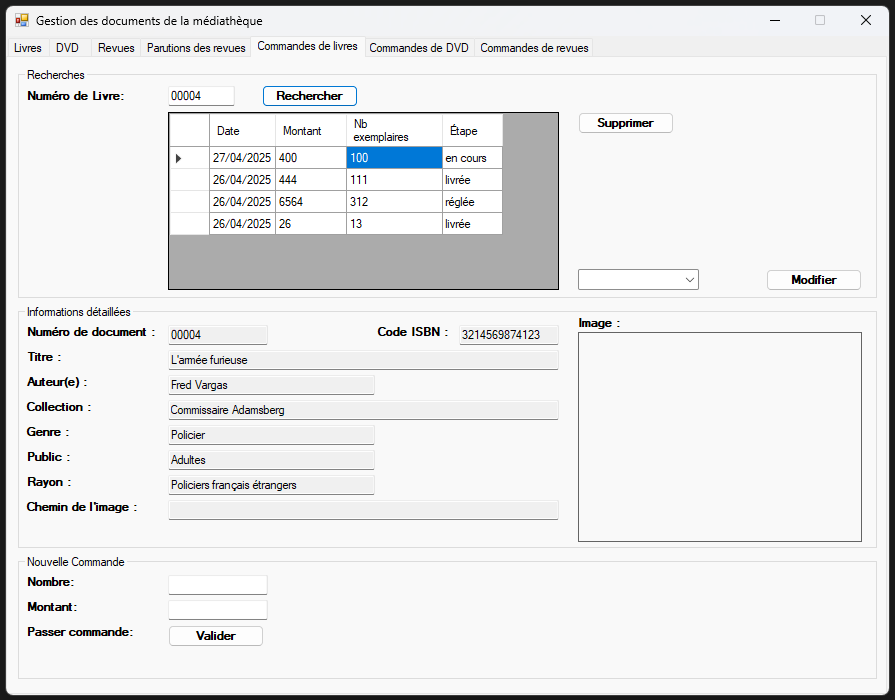 Gestion des documents de la médiathèque
Livres DVD Revues Parutions des revues Commandes de livres Commandes de DVD Commandes de revues
Recherches
Numéro de Livre: 00004 Rechercher
Date Montant Nb exemplaires Étape
27/04/2025 400 100 en cours
26/04/2025 444 111 livrée
26/04/2025 6564 312 réglée
26/04/2025 26 13 livrée
Supprimer
Modifier
Infomations détaillées
Numéro de document : 00004 Code ISBN : 3214569874123
Titre : L'armée furieuse
Auteur(e) : Fred Vargas
Collection : Commissaire Adamsberg
Genre : Policier
Public : Adultes
Rayon : Policiers français étrangers
Chemin de l'image :
Image :
Nouvelle Commande
Nombre:
Montant:
Passer commande: Valider